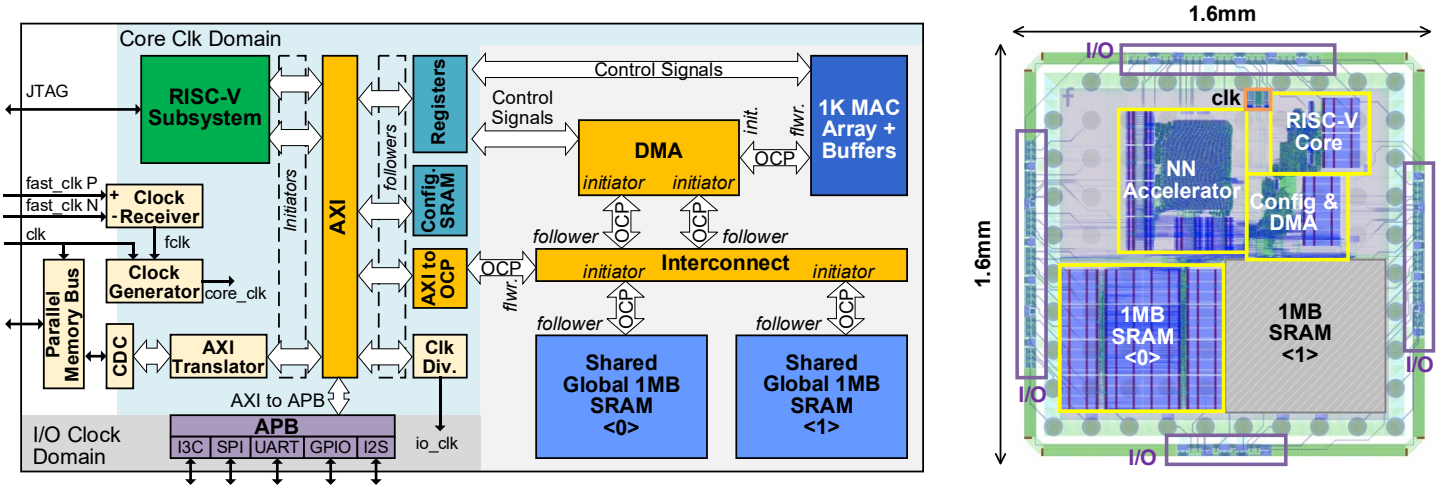 Core Clk Domain
JTAG
RISC-V
Subsystem
Initiators
AXI
followers
Registers
Control Signals
Control
Signals
DMA
initiator
initiator
init.
OCP
flwr.
1K MAC
Array +
Buffers
fast_clk P
fast_clk N
clk
+
-
Clock
Receiver
fclk
Clock
Generator
core_clk
Config.
SRAM
AXI to
OCP
OCP
flwr.
OCP
OCP
follower
follower
initiator
Interconnect
initiator
follower
OCP
follower
OCP
Parallel
Memory Bus
CDC
AXI
Translator
Clk
Div.
Shared
Global 1MB
SRAM
<0>
Shared
Global 1MB
SRAM
<1>
AXI to APB
I/O Clock
Domain
APB
I3C
SPI
UART
GPIO
I2S
io_clk
1.6mm
1.6mm
I/O
f
clk
RISC-V
Core
NN
Accelerator
Config &
DMA
1MB
SRAM
<0>
1MB
SRAM
<1>
I/O
I/O
I/O